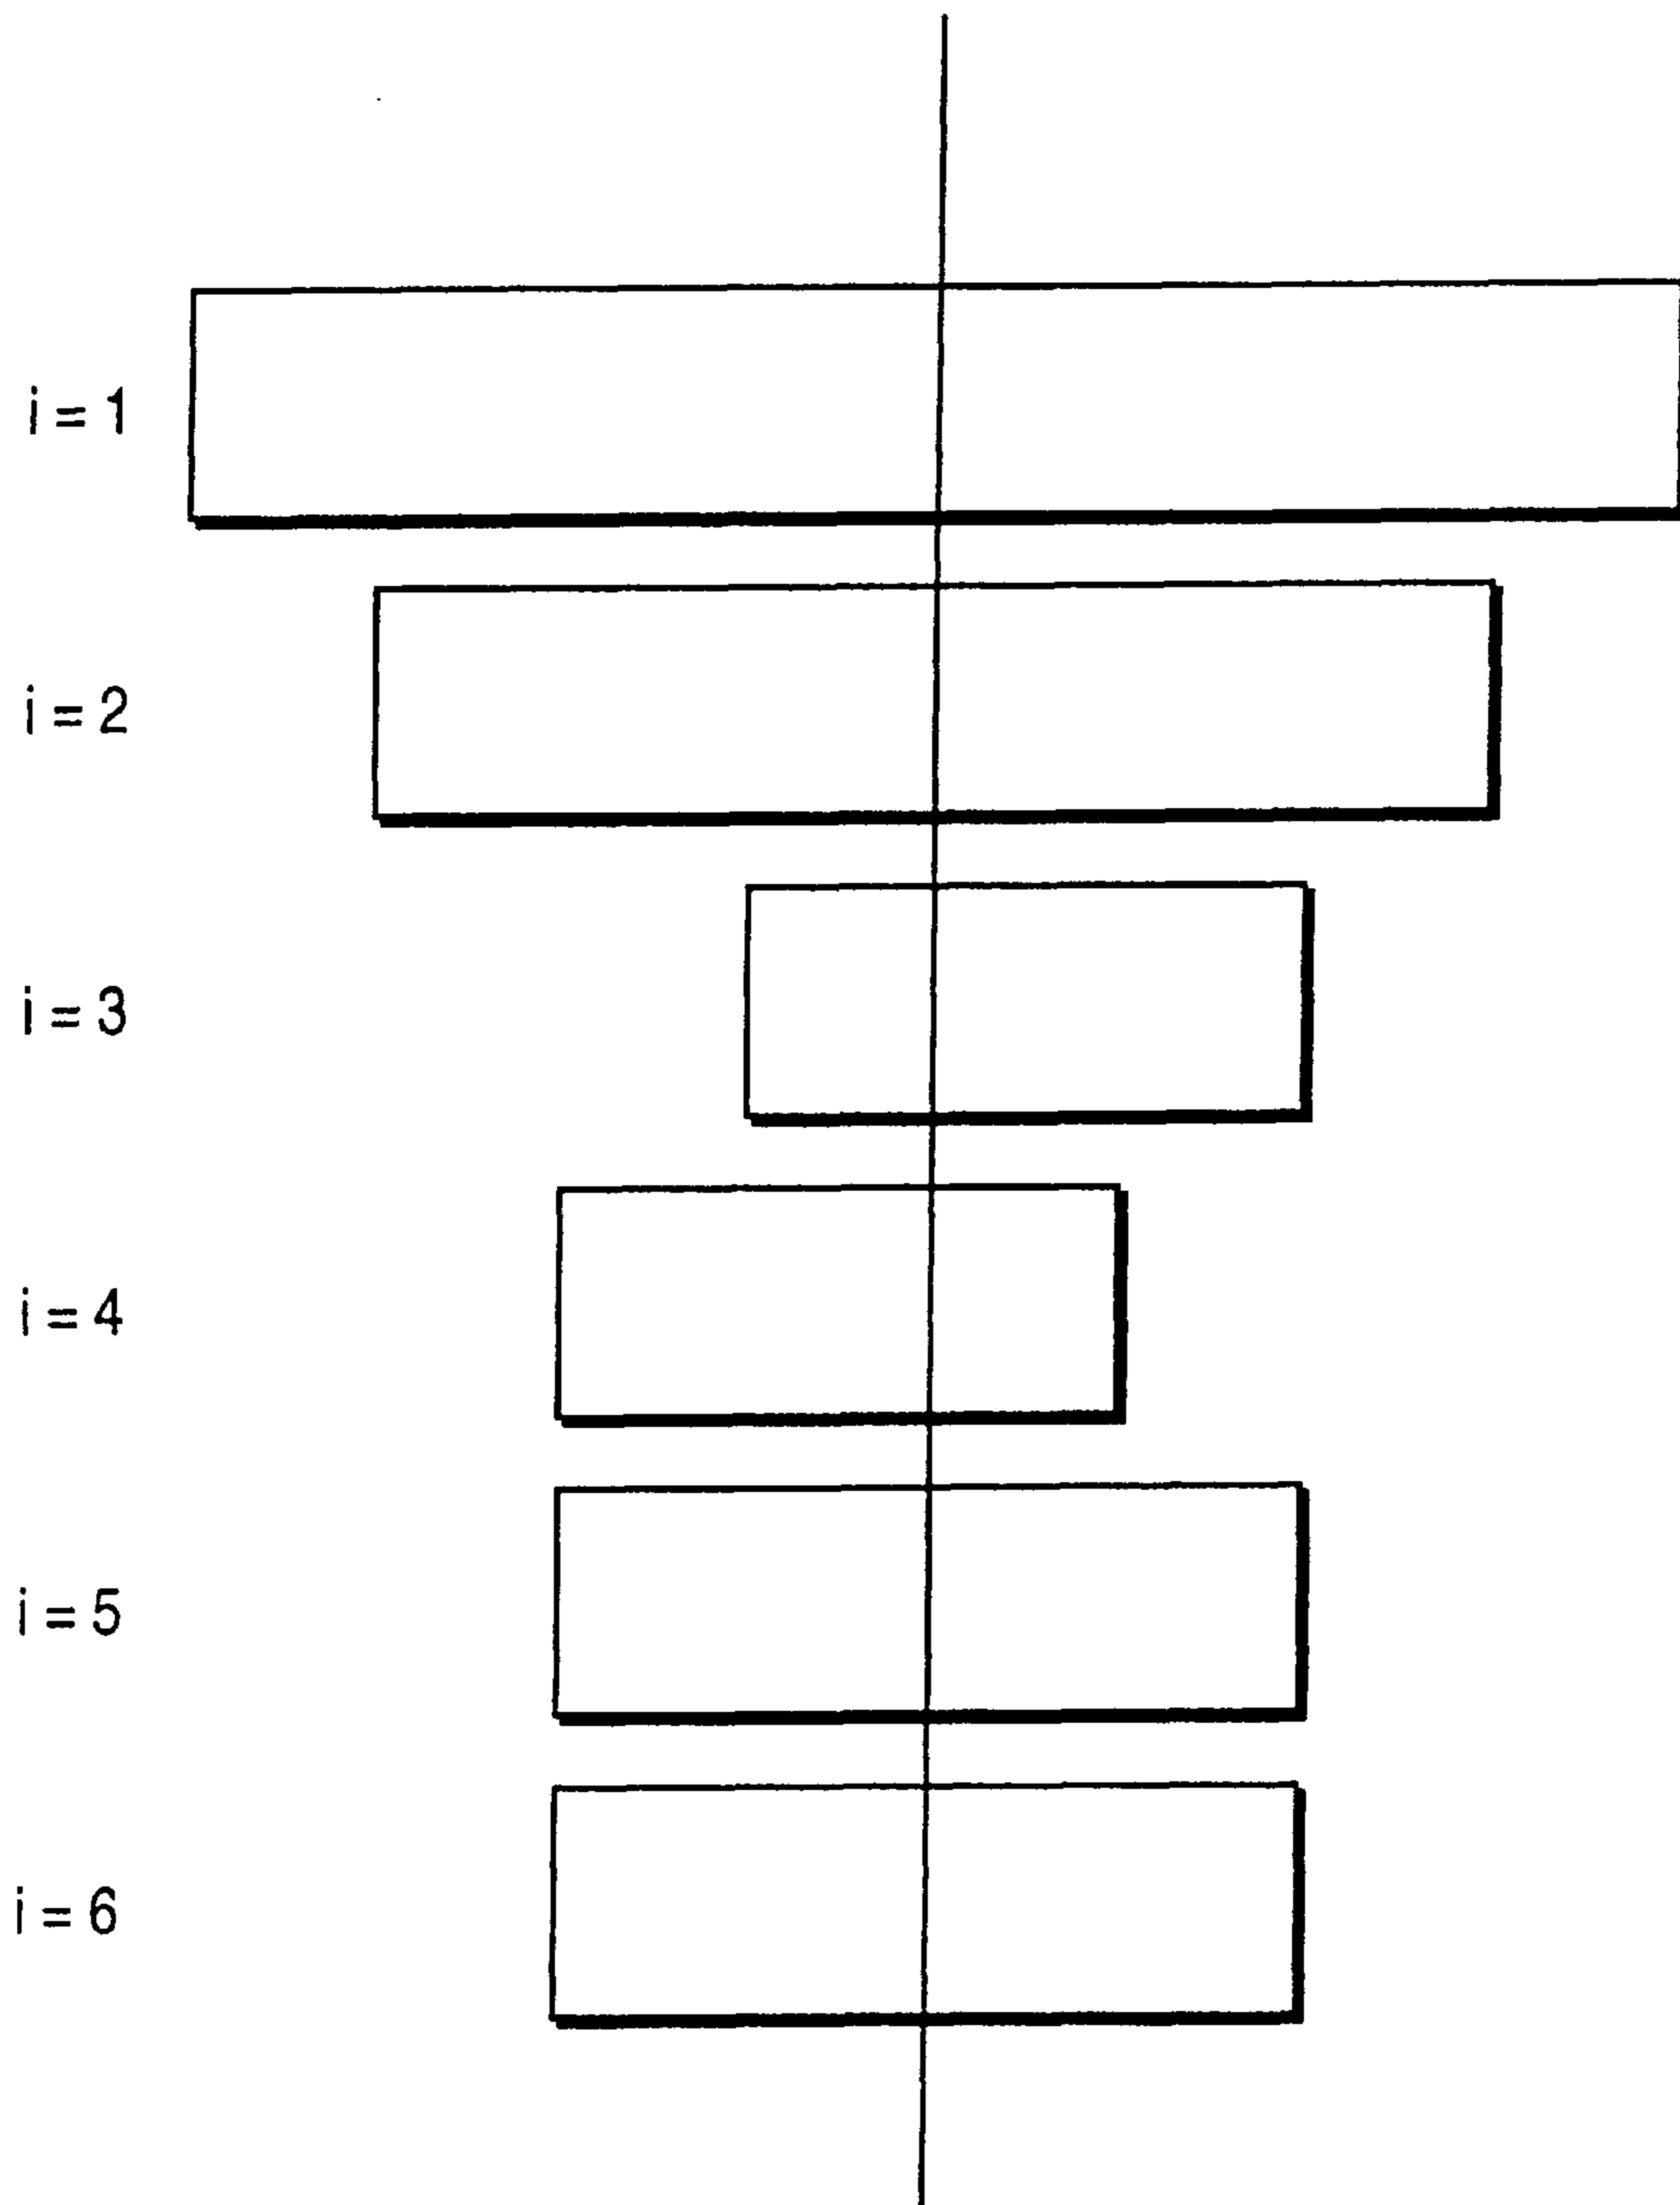 i = 1
i = 2
i = 3
i = 4
i = 5
i = 6